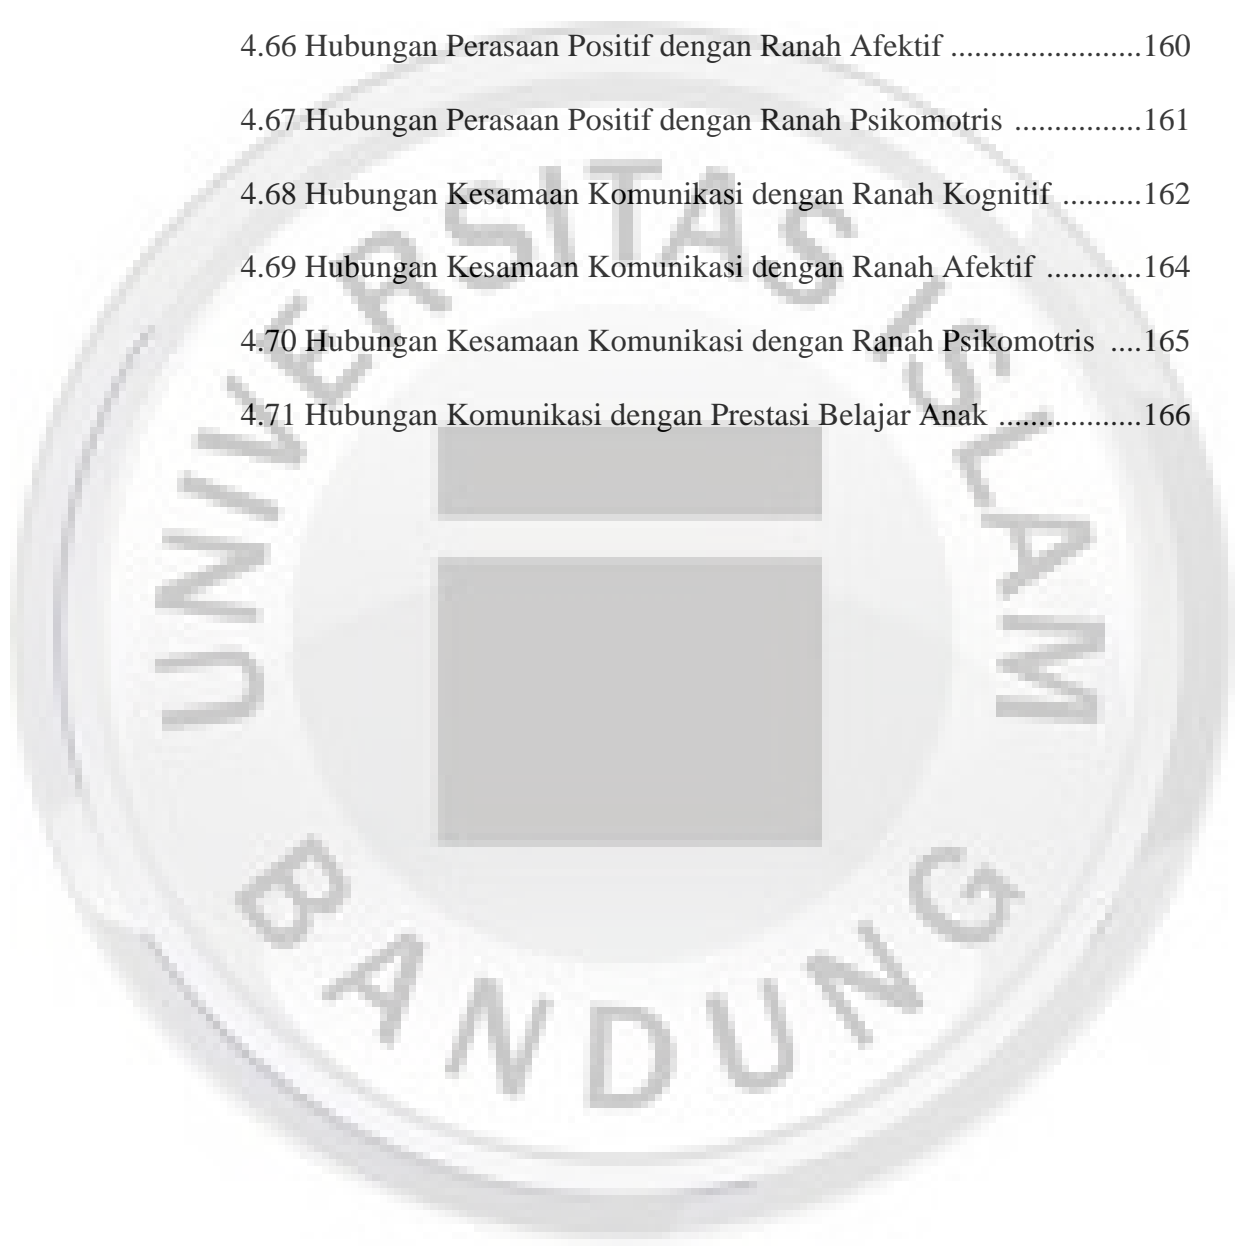 4.66 Hubungan Perasaan Positif dengan Ranah Afektif ........................160
4.67 Hubungan Perasaan Positif dengan Ranah Psikomotris ................161
4.68 Hubungan Kesamaan Komunikasi dengan Ranah Kognitif ..........162
4.69 Hubungan Kesamaan Komunikasi dengan Ranah Afektif ............164
4.70 Hubungan Kesamaan Komunikasi dengan Ranah Psikomotris ....165
4.71 Hubungan Komunikasi dengan Prestasi Belajar Anak ..................166
UNIVERSITAS ISLAM
BANDUNG